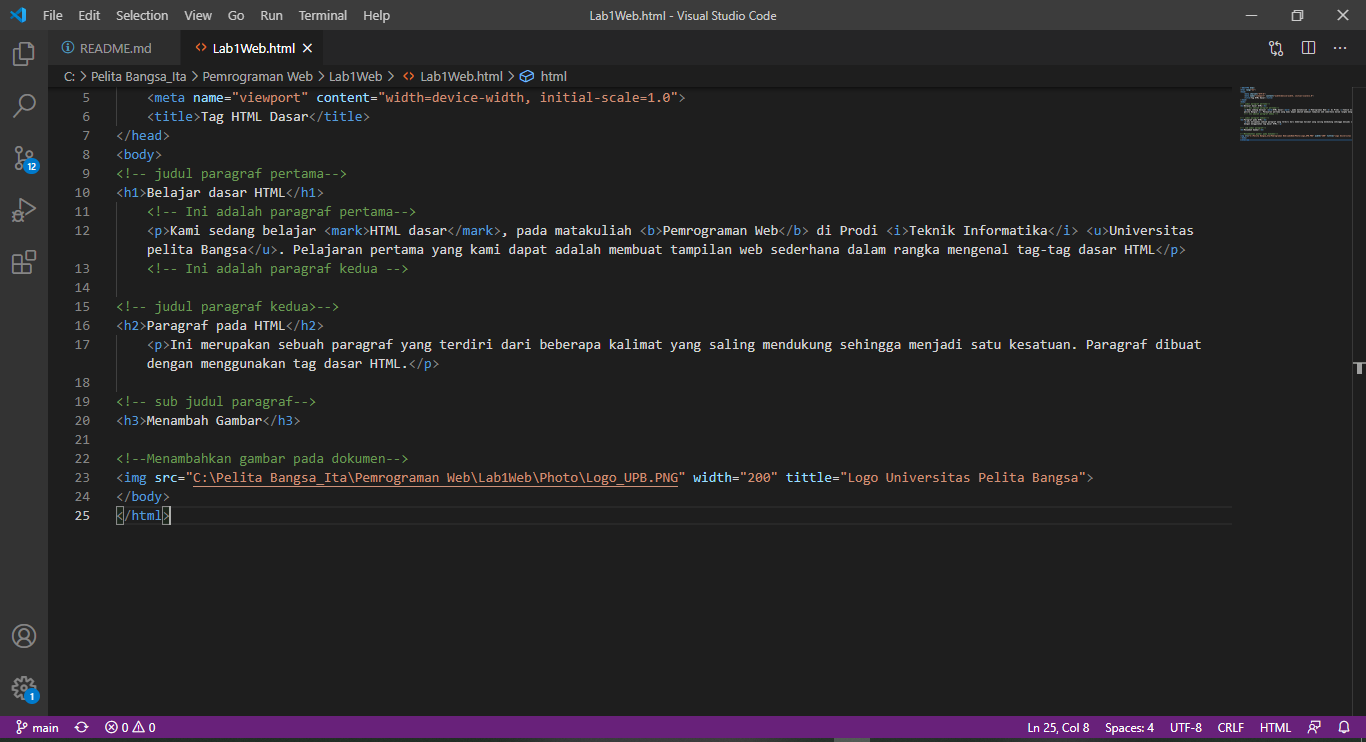 File Edit Selection View Go Run Terminal Help Lab1Web.html - Visual Studio Code
README.md Lab1Web.html
C: > Pelita Bangsa_Ita > Pemrograman Web > Lab1Web > Lab1Web.html > html
5 <meta name="viewport" content="width=device-width, initial-scale=1.0">
6 <title>Tag HTML Dasar</title>
7 </head>
8 <body>
9 <!-- judul paragraf pertama-->
10 <h1>Belajar dasar HTML</h1>
11 <!-- Ini adalah paragraf pertama-->
12 <p>Kami sedang belajar <mark>HTML dasar</mark>, pada matakuliah <b>Pemrograman Web</b> di Prodi <i>Teknik Informatika</i> <u>Universitas
pelita Bangsa</u>. Pelajaran pertama yang kami dapat adalah membuat tampilan web sederhana dalam rangka mengenal tag-tag dasar HTML</p>
13 <!-- Ini adalah paragraf kedua -->
14
15 <!-- judul paragraf kedua>-->
16 <h2>Paragraf pada HTML</h2>
17 <p>Ini merupakan sebuah paragraf yang terdiri dari beberapa kalimat yang saling mendukung sehingga menjadi satu kesatuan. Paragraf dibuat
dengan menggunakan tag dasar HTML.</p>
18
19 <!-- sub judul paragraf-->
20 <h3>Menambah Gambar</h3>
21
22 <!--Menambahkan gambar pada dokumen-->
23 <img src="C:\Pelita Bangsa_Ita\Pemrograman Web\Lab1Web\Photo\Logo_UPB.PNG" width="200" tittle="Logo Universitas Pelita Bangsa">
24 </body>
25 </html>
12
1
main 0 0 Ln 25, Col 8 Spaces: 4 UTF-8 CRLF HTML